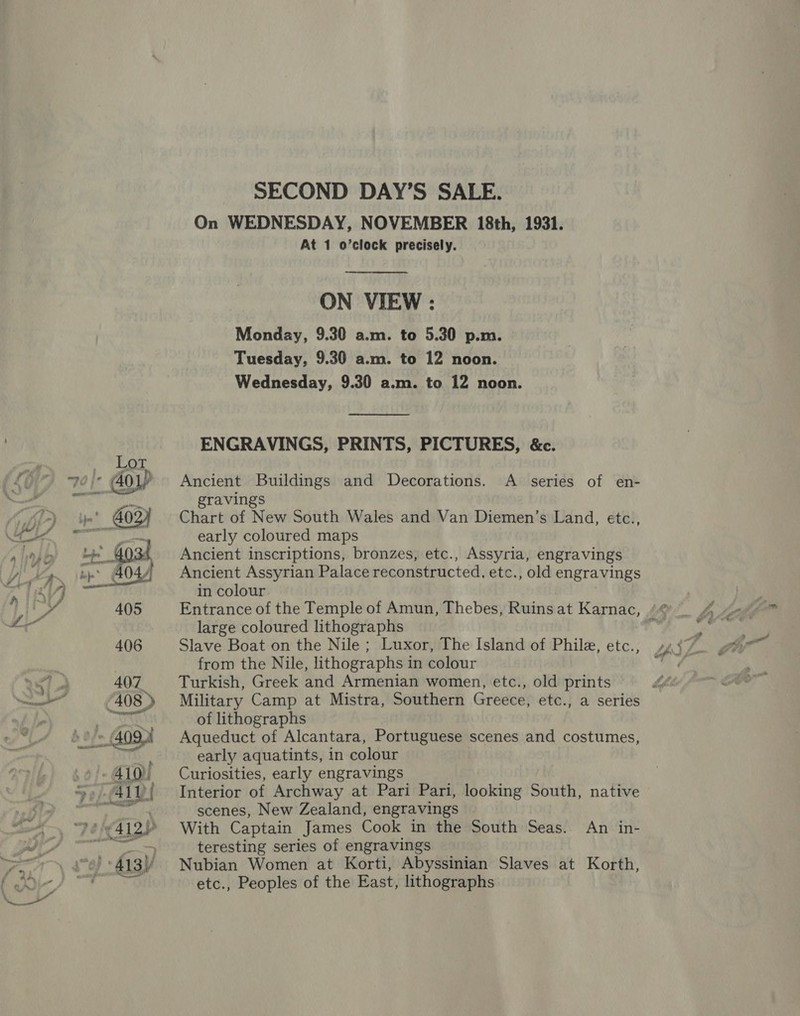 SECOND DAY'S SALE.
On WEDNESDAY, NOVEMBER 18th, 1931.
At 1 o'clock precisely.
ON VIEW :
Monday, 9.30 a.m. to 5.30 p.m.
Tuesday, 9.30 a.m. to 12 noon.
Wednesday, 9.30 a.m. to 12 noon.
ENGRAVINGS, PRINTS, PICTURES, &c.
Lot
401 Ancient Buildings and Decorations. A series of en-
gravings
402 Chart of New South Wales and Van Diemen's Land, etc.,
early coloured maps
403 Ancient inscriptions, bronzes, etc., Assyria, engravings
404 Ancient Assyrian Palace reconstructed, etc., old engravings
in colour
405 Entrance of the Temple of Amun, Thebes, Ruins at Karnac,
large coloured lithographs
406 Slave Boat on the Nile ; Luxor, The Island of Philæ, etc.,
from the Nile, lithographs in colour
407 Turkish, Greek and Armenian women, etc., old prints
408 Military Camp at Mistra, Southern Greece, etc., a series
of lithographs
409 Aqueduct of Alcantara, Portuguese scenes and costumes,
early aquatints, in colour
410 Curiosities, early engravings
411 Interior of Archway at Pari Pari, looking South, native
scenes, New Zealand, engravings
412 With Captain James Cook in the South Seas. An in-
teresting series of engravings
413 Nubian Women at Korti, Abyssinian Slaves at Korth,
etc., Peoples of the East, lithographs